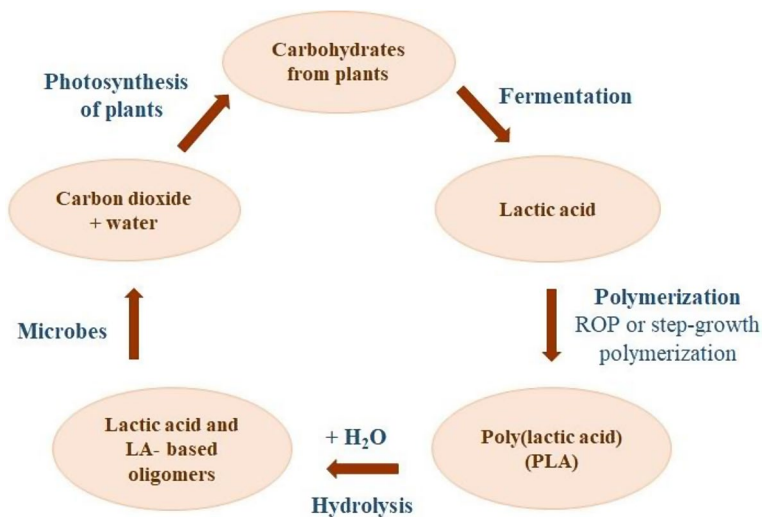 Carbohydrates
from plants
Photosynthesis
of plants
Fermentation
Carbon dioxide
+ water
Lactic acid
Polymerization
ROP or step-growth
polymerization
Microbes
Lactic acid and
LA- based
oligomers
+ H₂O
Hydrolysis
Poly(lactic acid)
(PLA)